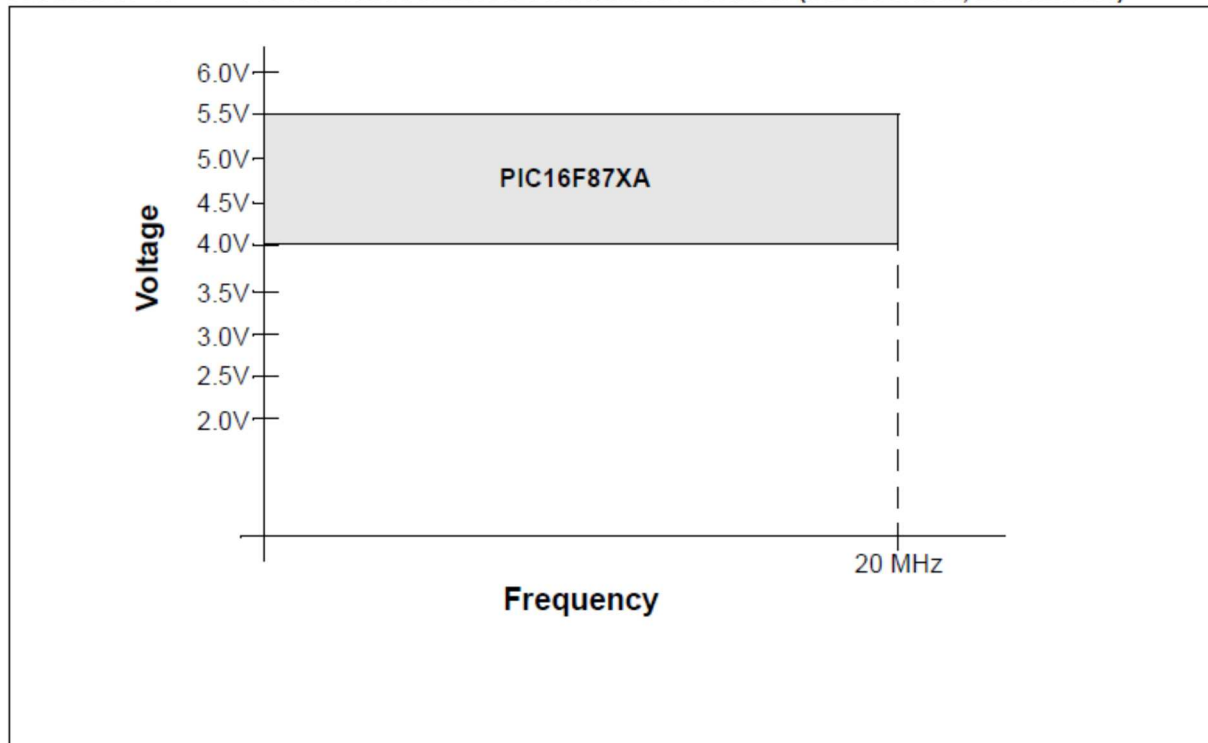 6.0V
5.5V
5.0V
PIC16F87XA
4.5V
4.0V
Voltage
3.5V
3.0V
2.5V
2.0V
20 MHz
Frequency